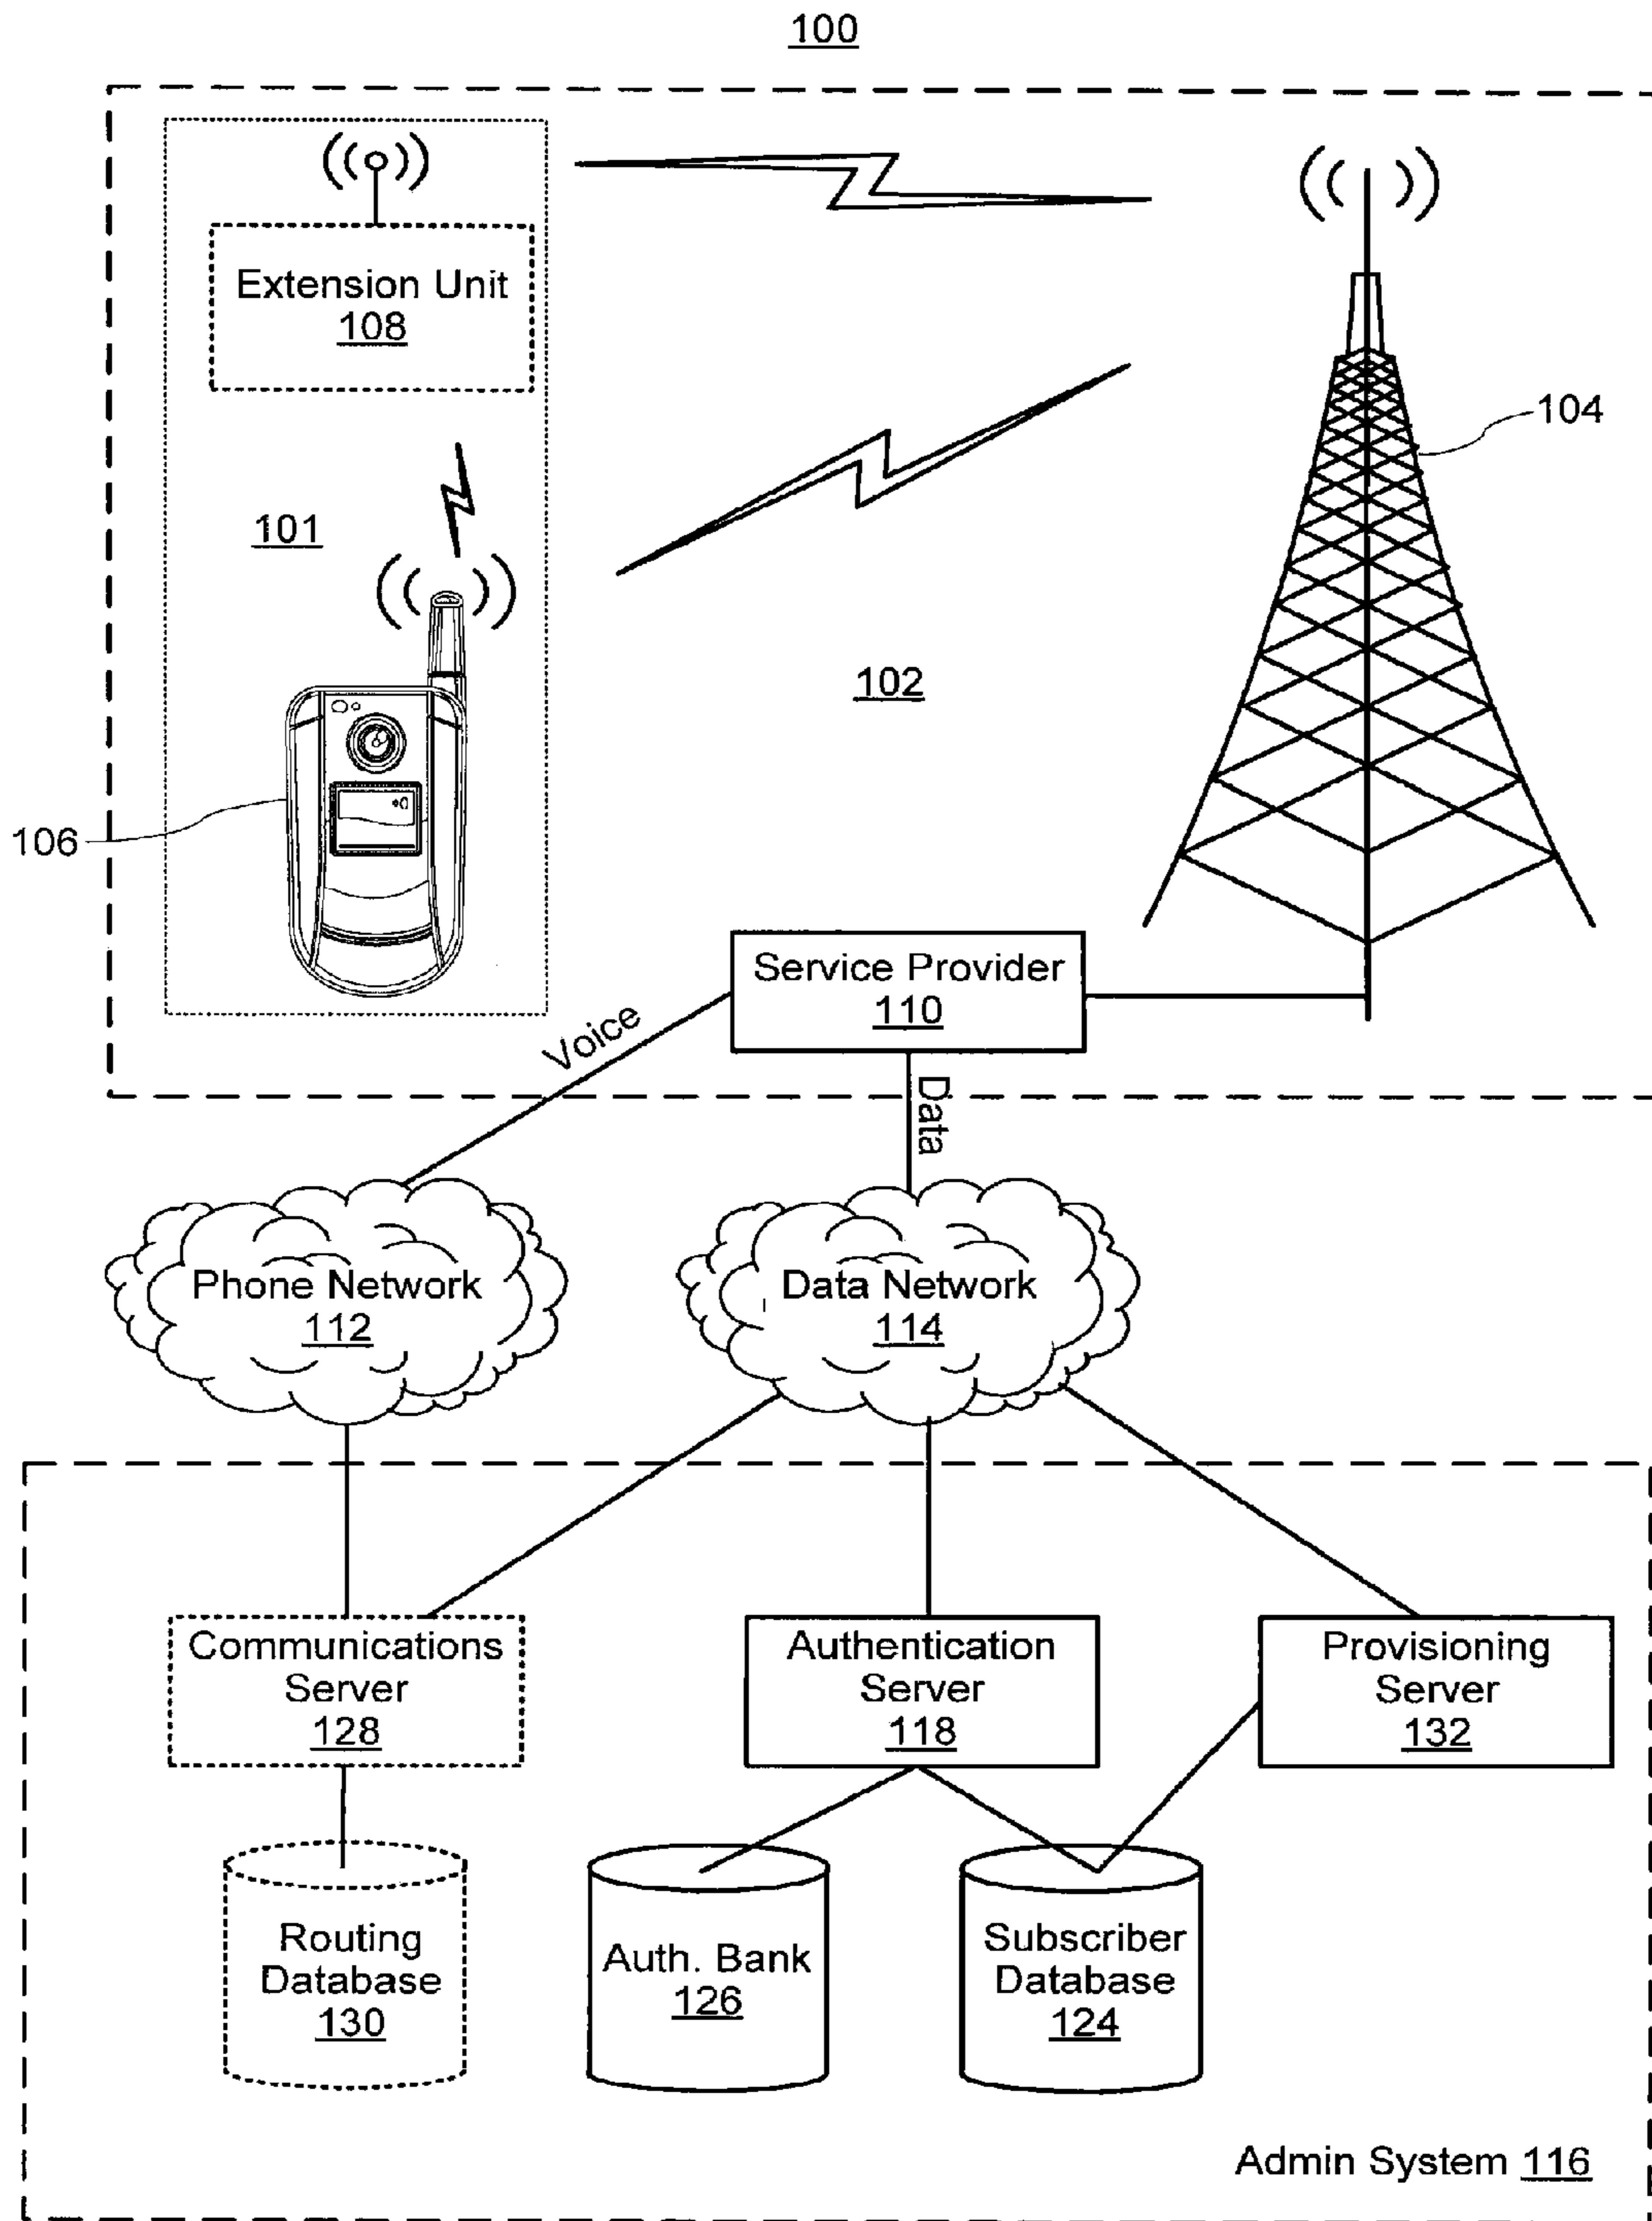 100
Extension Unit
108
104
101
102
106
Service Provider
110
Voice
Data
Phone Network
112
Data Network
114
Communications
Server
128
Authentication
Server
118
Provisioning
Server
132
Routing
Database
130
Auth. Bank
126
Subscriber
Database
124
Admin System 116